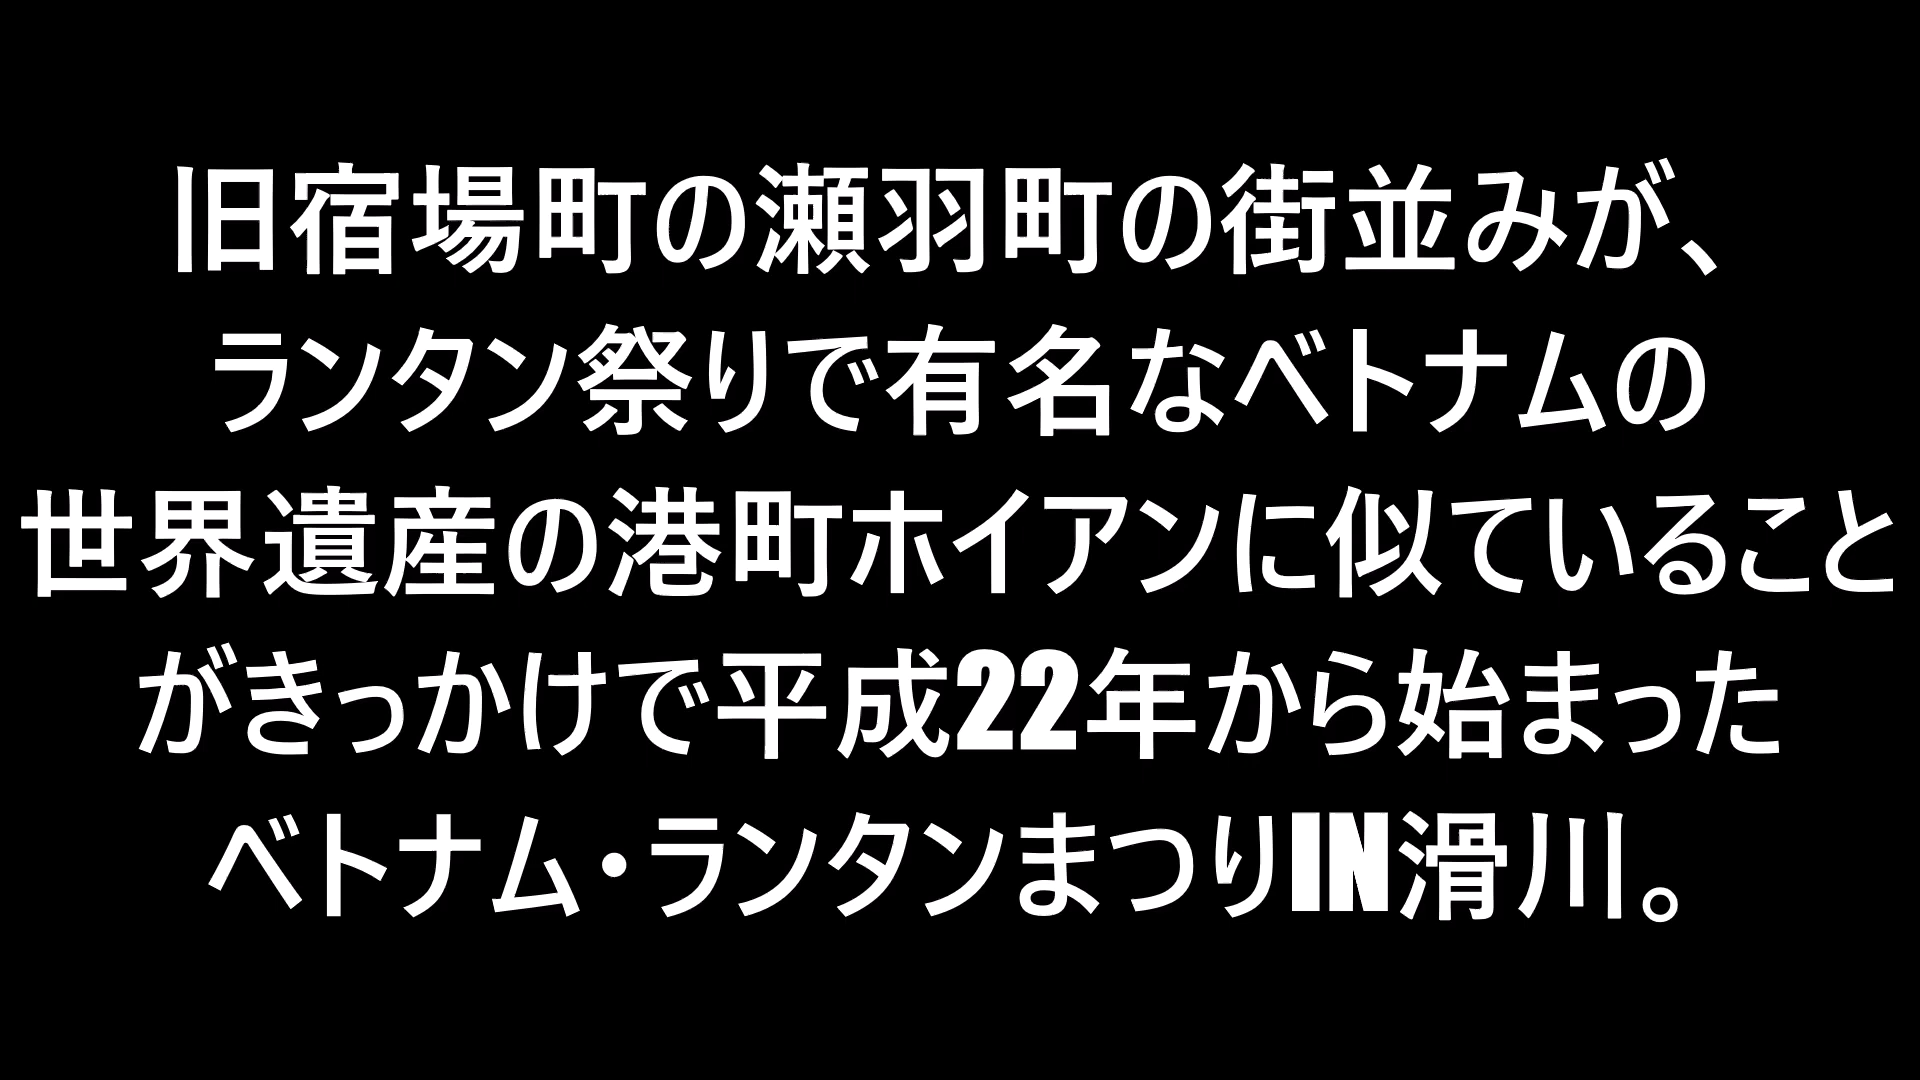 旧宿場町の瀬羽町の街並みが、
ランタン祭りで有名なベトナムの
世界遺産の港町ホイアンに似ていること
がきっかけで平成22年から始まった
ベトナム・ランタンまつりIN滑川。